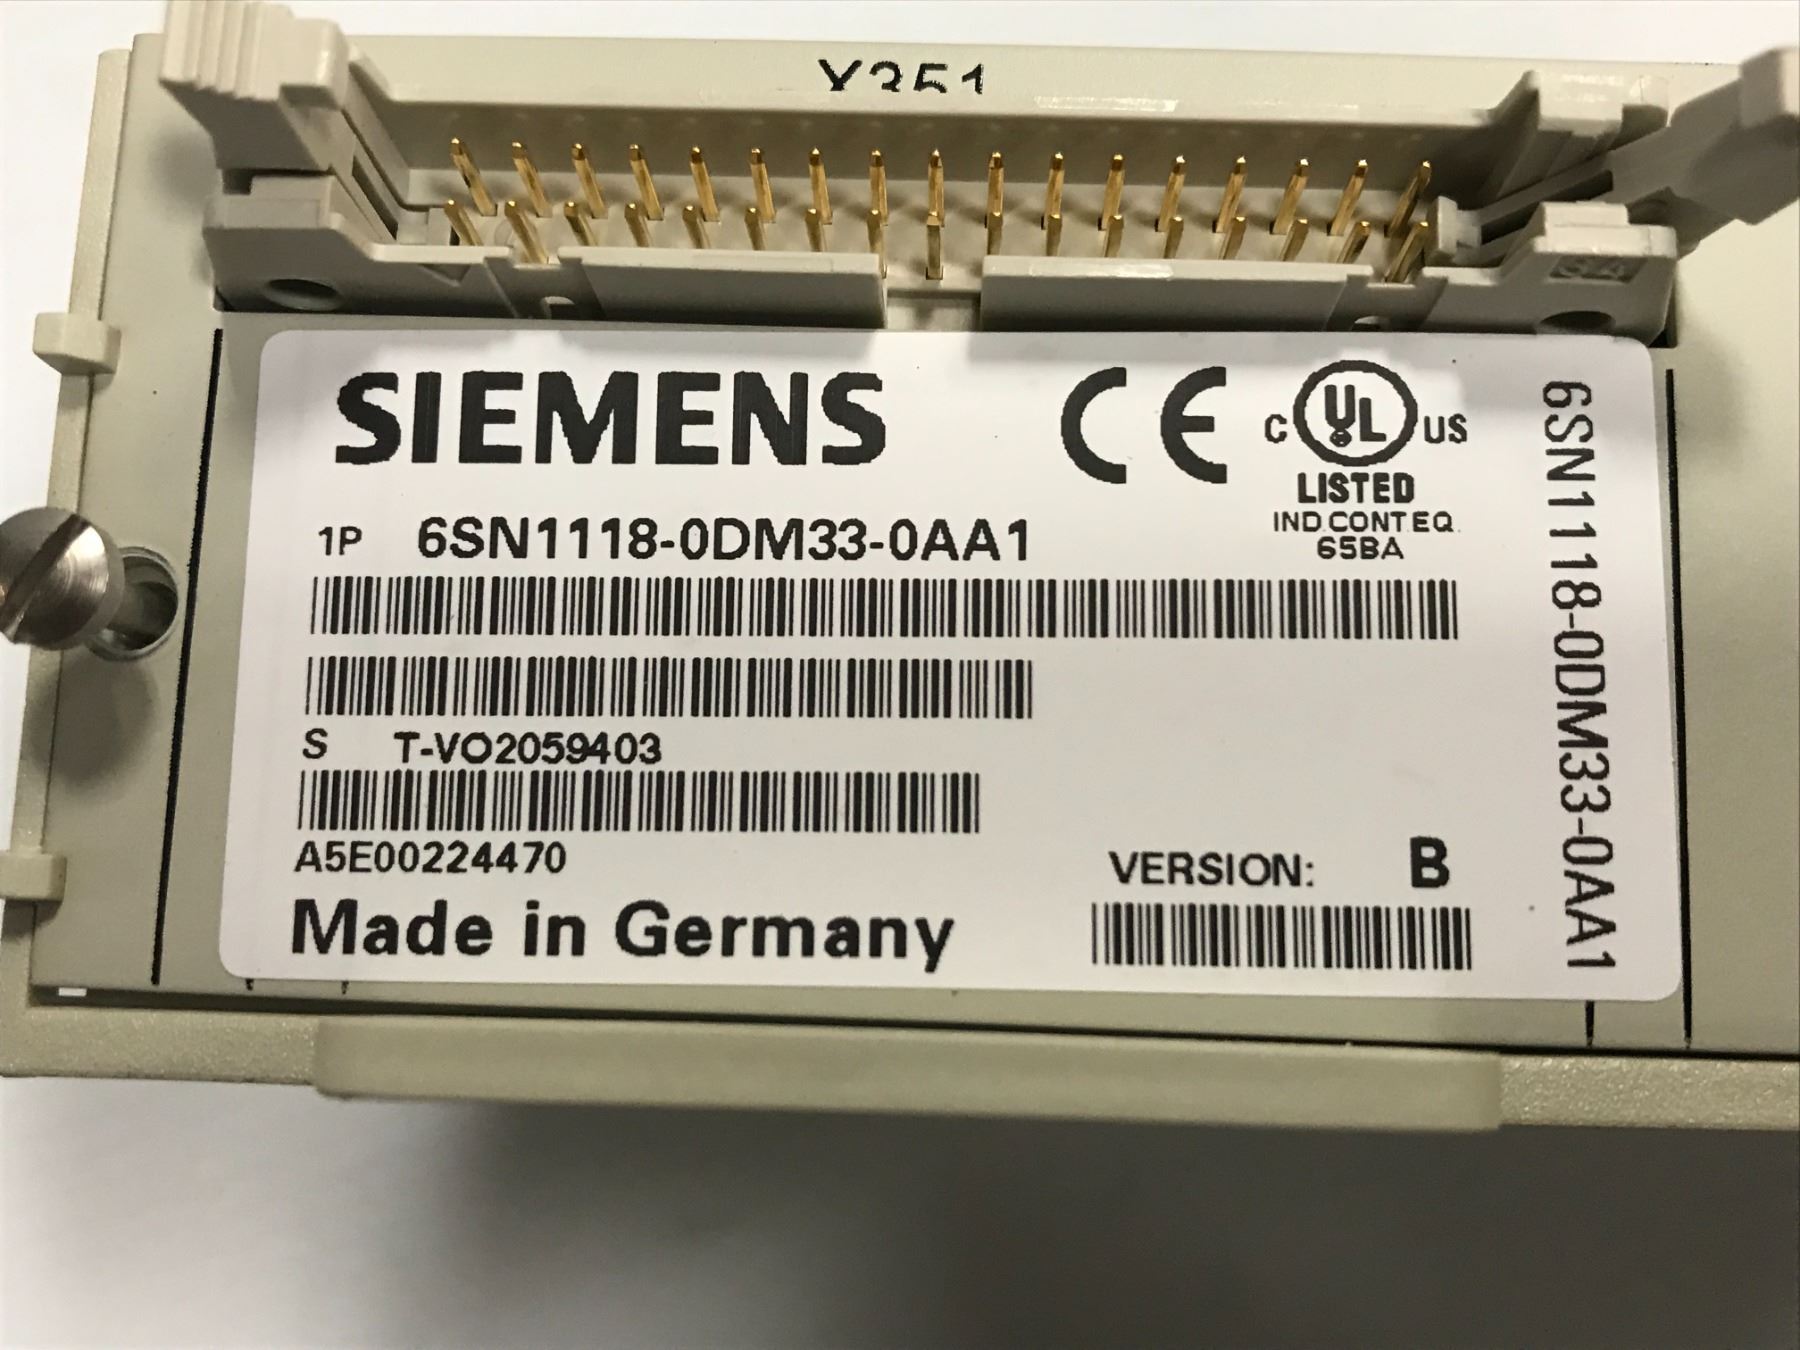 X351
34
SIEMENS
CE
C UL US
LISTED
IND.CONT.EQ.
65BA
1P 6SN1118-0DM33-0AA1
S T-VO2059403
A5E00224470
VERSION: B
Made in Germany
6SN1118-0DM33-0AA1